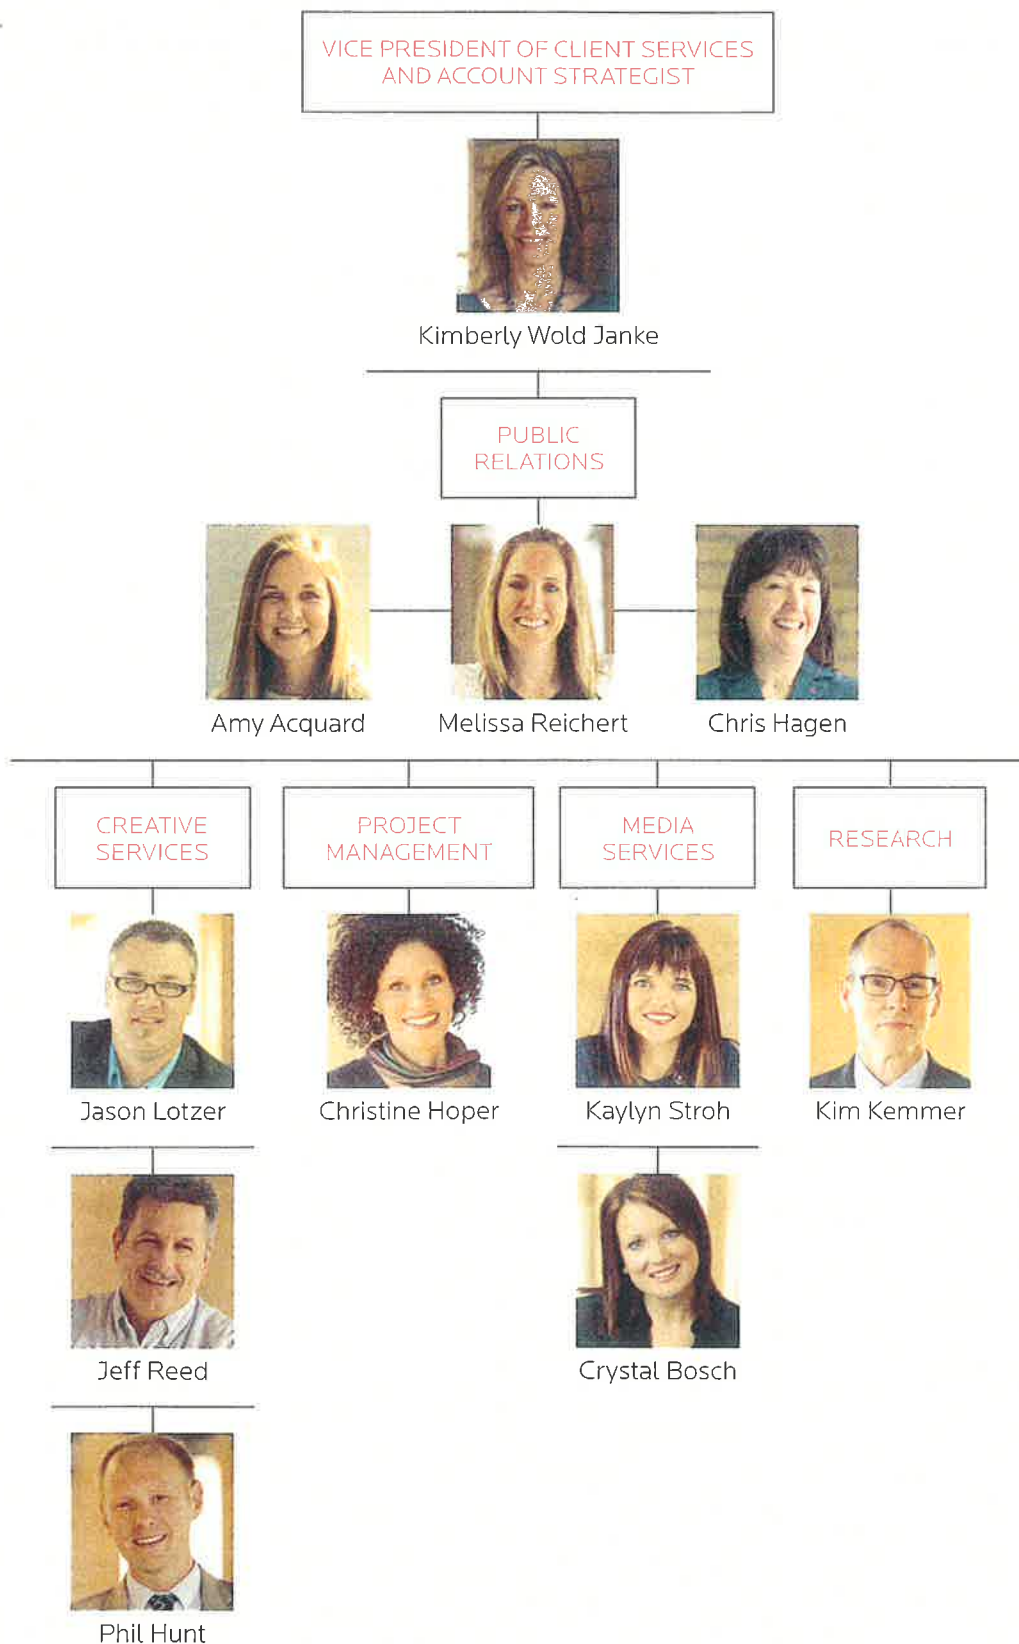 VICE PRESIDENT OF CLIENT SERVICES
AND ACCOUNT STRATEGIST
Kimberly Wold Janke
PUBLIC
RELATIONS
Amy Acquard
Melissa Reichert
Chris Hagen
CREATIVE
SERVICES
PROJECT
MANAGEMENT
MEDIA
SERVICES
RESEARCH
Jason Lotzer
Christine Hoper
Kaylyn Stroh
Kim Kemmer
Jeff Reed
Crystal Bosch
Phil Hunt